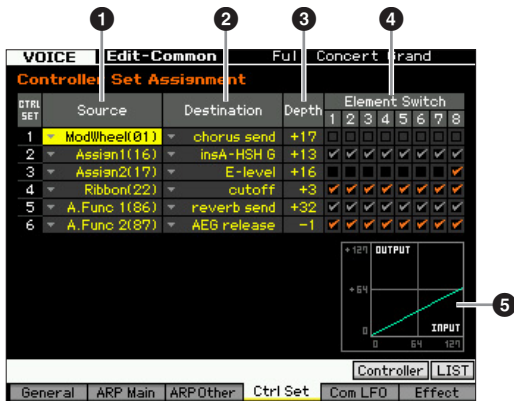 1 2 3 4
VOICE Edit-Common Full Concert Grand
Controller Set Assignment
CTRL SET Source Destination Depth Element Switch
1 2 3 4 5 6 7 8
1 ModWheel(01) chorus send +17
2 Assign1(16) insA-HSH G +13
3 Assign2(17) E-level +16
4 Ribbon(22) cutoff +3
5 A.Func 1(86) reverb send +32
6 A.Func 2(87) AEG release -1
+127 OUTPUT
+64
5
0 INPUT
0 64 127
Controller LIST
General ARP Main ARP Other Ctrl Set Com LFO Effect